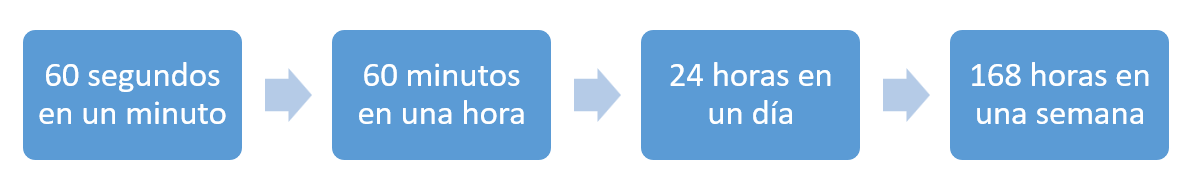 60 segundos
en un minuto
60 minutos
en una hora
24 horas en
un día
168 horas en
una semana